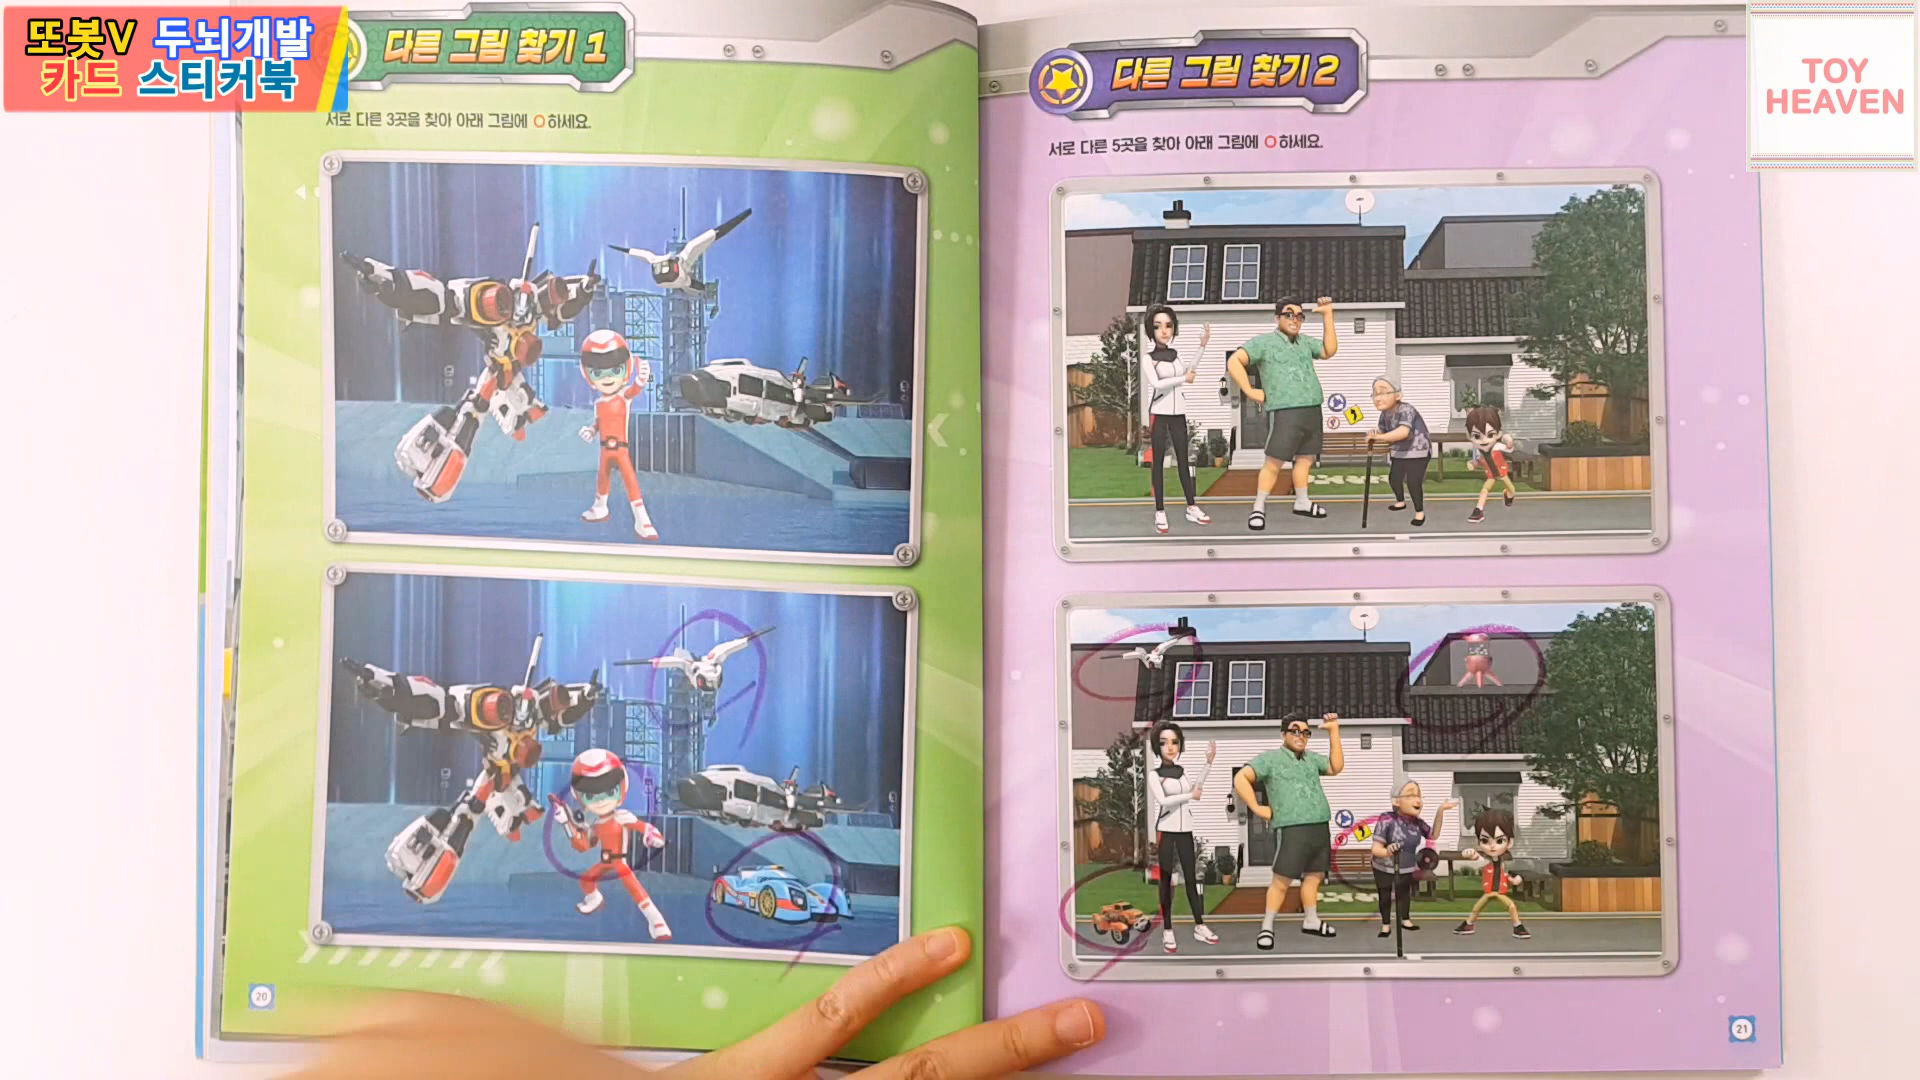 또봇V 두뇌개발
카드 스티커북
다른 그림 찾기 1
서로 다른 3곳을 찾아 아래 그림에 O하세요.
20
다른 그림 찾기 2
서로 다른 5곳을 찾아 아래 그림에 O하세요.
21
TOY
HEAVEN